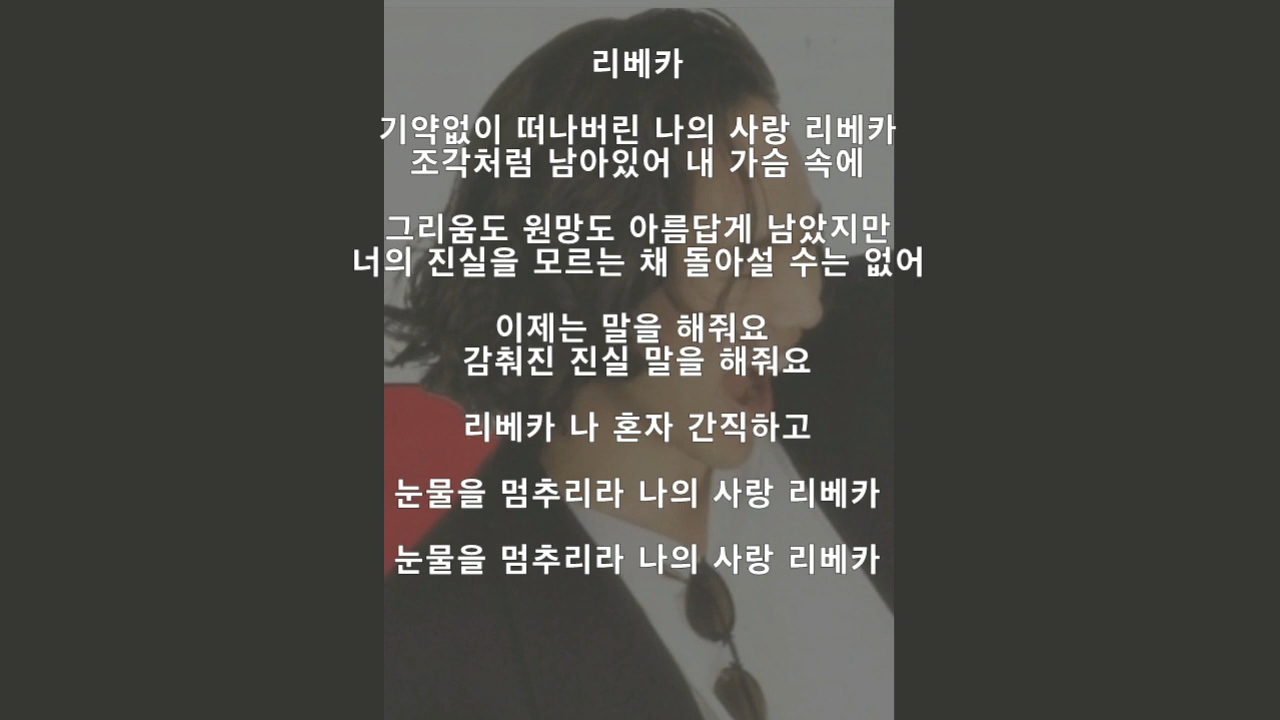 리베카
기약없이 떠나버린 나의 사랑 리베카
조각처럼 남아있어 내 가슴 속에
그리움도 원망도 아름답게 남았지만
너의 진실을 모르는 채 돌아설 수는 없어
이제는 말을 해줘요
감춰진 진실 말을 해줘요
리베카 나 혼자 간직하고
눈물을 멈추리라 나의 사랑 리베카
눈물을 멈추리라 나의 사랑 리베카